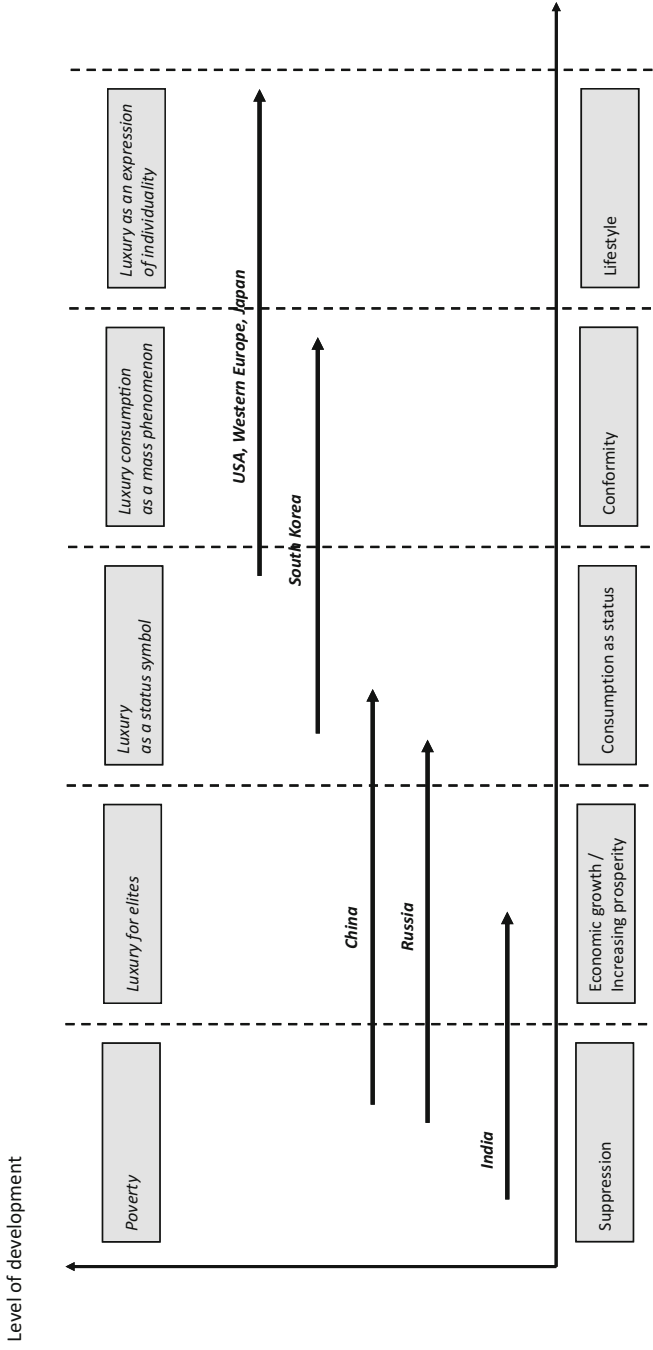 Level of development
Poverty
Luxury for elites
Luxury
as a status symbol
Luxury consumption
as a mass phenomenon
Luxury as an expression
of individuality
USA, Western Europe, Japan
South Korea
China
Russia
India
Suppression
Economic growth /
Increasing prosperity
Consumption as status
Conformity
Lifestyle